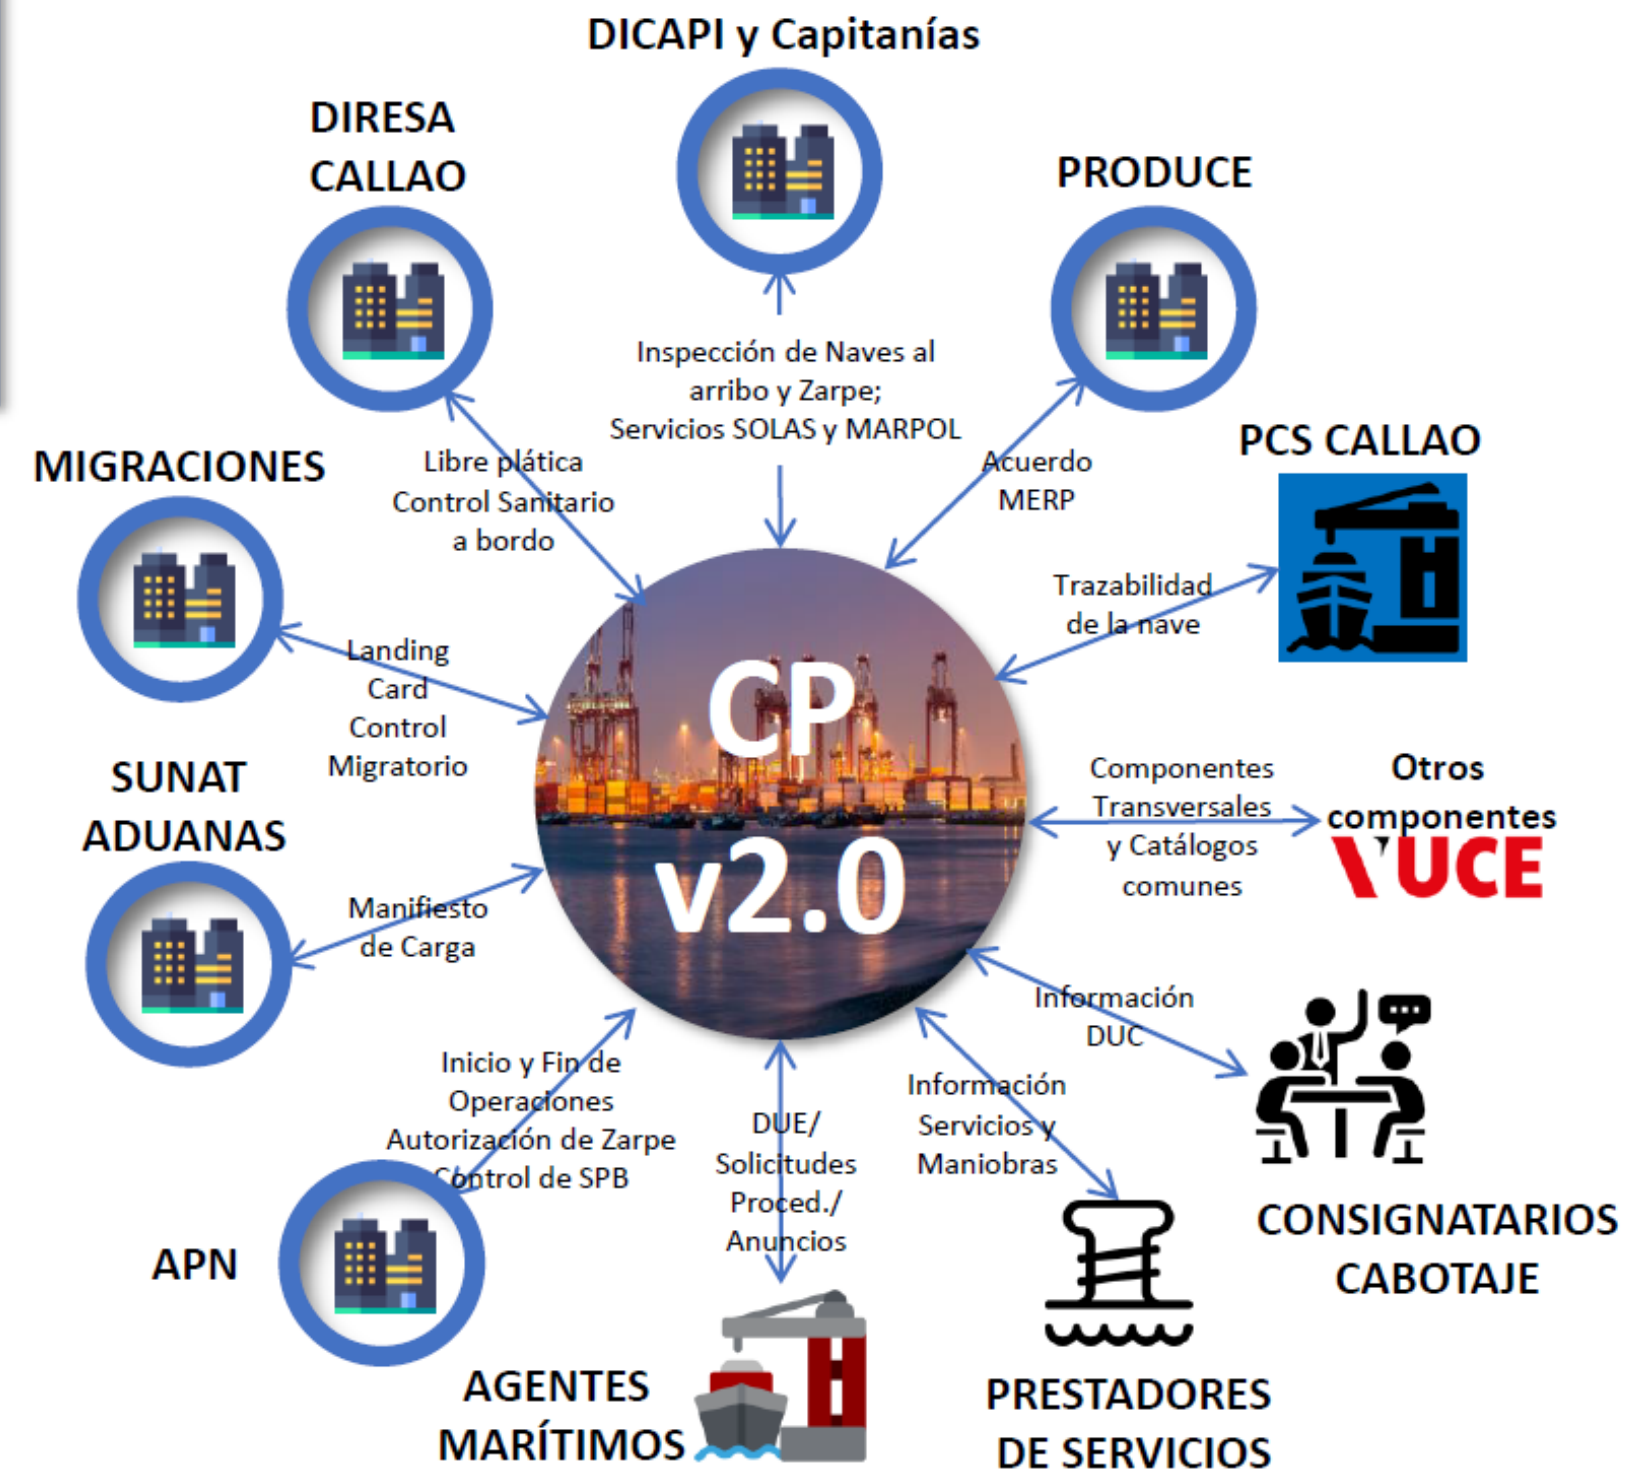 DICAPI y Capitanías
DIRESA
CALLAO
PRODUCE
Inspección de Naves al
arribo y Zarpe;
Servicios SOLAS y MARPOL
PCS CALLAO
MIGRACIONES
Libre plática
Control Sanitario
a bordo
Acuerdo
MERP
Trazabilidad
de la nave
Landing
Card
Control
Migratorio
CP
v2.0
SUNAT
ADUANAS
Componentes
Transversales
y Catálogos
comunes
Otros
componentes
VUCE
Manifiesto
de Carga
Información
DUC
Inicio y Fin de
Operaciones
Autorización de Zarpe
Control de SPB
DUE/
Solicitudes
Proced./
Anuncios
Información
Servicios y
Maniobras
APN
CONSIGNATARIOS
CABOTAJE
AGENTES
MARÍTIMOS
PRESTADORES
DE SERVICIOS